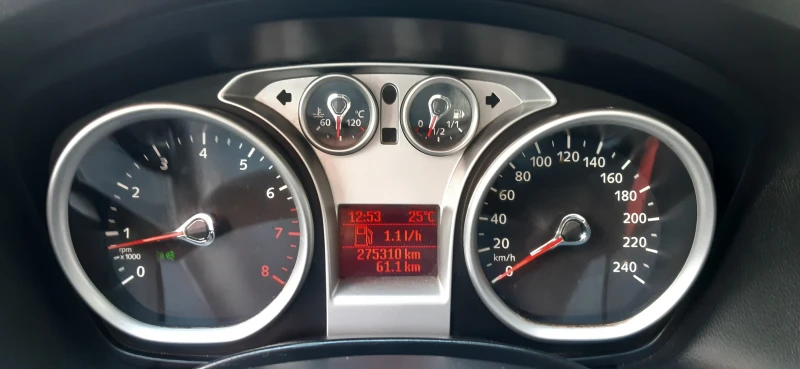 60 120 °C
0 1/2 1/1
0 1 2 3 4 5 6 7 8
rpm
x 1000
12:53 25°C
1.1 l/h
275310 km
61.1 km
0 20 40 60 80 100 120 140 160 180 200 220 240
km/h